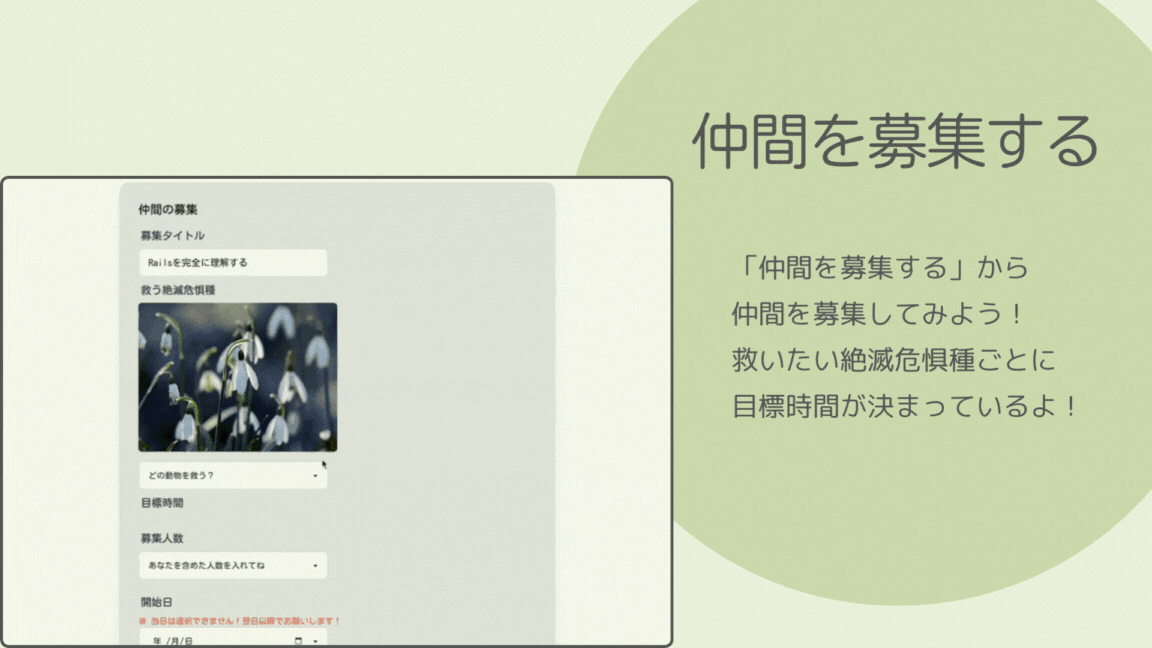 仲間を募集する
「仲間を募集する」から
仲間を募集してみよう！
救いたい絶滅危惧種ごとに
目標時間が決まっているよ！
仲間の募集
募集タイトル
Railsを完全に理解する
救う絶滅危惧種
どの動物を救う？
目標時間
募集人数
あなたを含めた人数を入れてね
開始日
※ 当日は選択できません！翌日以降でお願いします！
年 /月/日